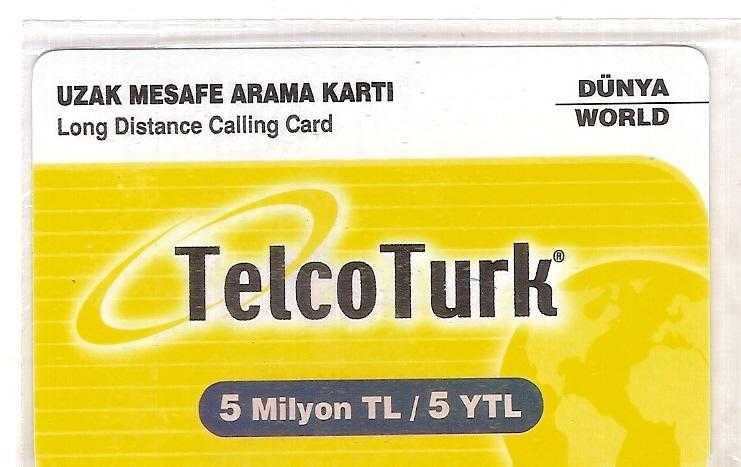 UZAK MESAFE ARAMA KARTI
Long Distance Calling Card
DÜNYA
WORLD
TelcoTurk®
5 Milyon TL / 5 YTL